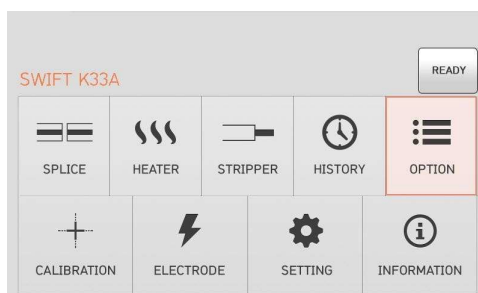 READY
SWIFT K33A
SPLICE HEATER STRIPPER HISTORY OPTION
CALIBRATION ELECTRODE SETTING INFORMATION